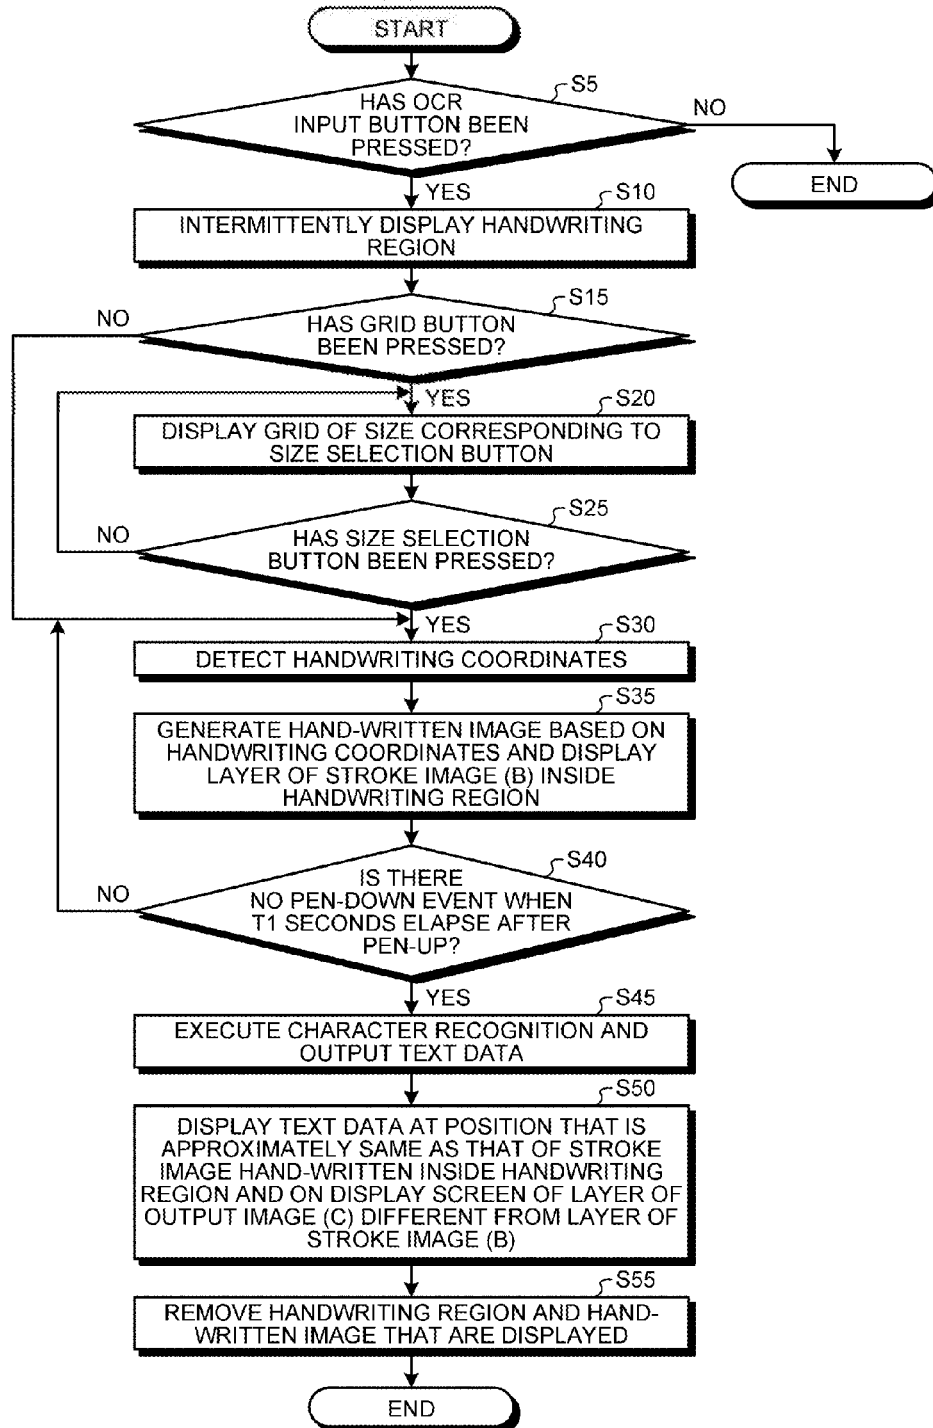 START
S5
HAS OCR
INPUT BUTTON BEEN
PRESSED?
NO
END
YES
S10
INTERMITTENTLY DISPLAY HANDWRITING
REGION
S15
NO
HAS GRID BUTTON
BEEN PRESSED?
YES
S20
DISPLAY GRID OF SIZE CORRESPONDING TO
SIZE SELECTION BUTTON
S25
NO
HAS SIZE SELECTION
BUTTON BEEN PRESSED?
YES
S30
DETECT HANDWRITING COORDINATES
S35
GENERATE HAND-WRITTEN IMAGE BASED ON
HANDWRITING COORDINATES AND DISPLAY
LAYER OF STROKE IMAGE (B) INSIDE
HANDWRITING REGION
S40
NO
IS THERE
NO PEN-DOWN EVENT WHEN
T1 SECONDS ELAPSE AFTER
PEN-UP?
YES
S45
EXECUTE CHARACTER RECOGNITION AND
OUTPUT TEXT DATA
S50
DISPLAY TEXT DATA AT POSITION THAT IS
APPROXIMATELY SAME AS THAT OF STROKE
IMAGE HAND-WRITTEN INSIDE HANDWRITING
REGION AND ON DISPLAY SCREEN OF LAYER OF
OUTPUT IMAGE (C) DIFFERENT FROM LAYER OF
STROKE IMAGE (B)
S55
REMOVE HANDWRITING REGION AND HAND-
WRITTEN IMAGE THAT ARE DISPLAYED
END